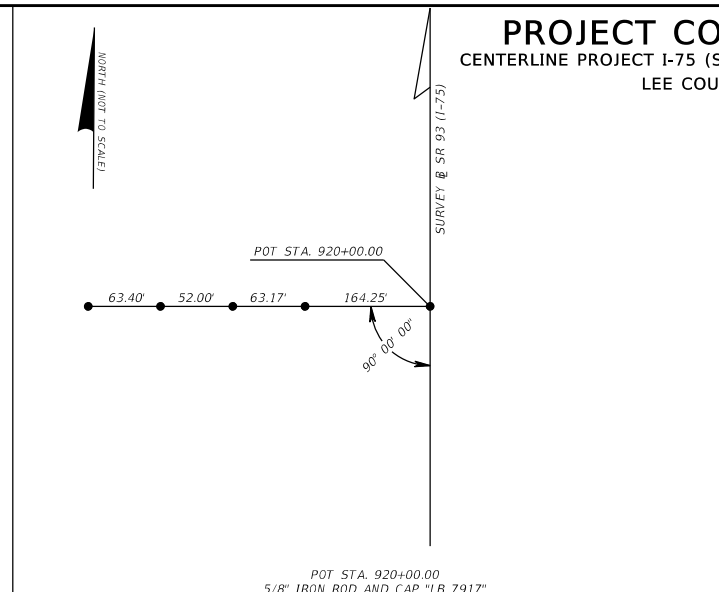 PROJECT CO
CENTERLINE PROJECT I-75 (S
LEE COU
NORTH (NOT TO SCALE)
SURVEY ℄ SR 93 (I-75)
POT STA. 920+00.00
63.40' 52.00' 63.17' 164.25'
90° 00' 00"
POT STA. 920+00.00
5/8" IRON ROD AND CAP "LB 7917"